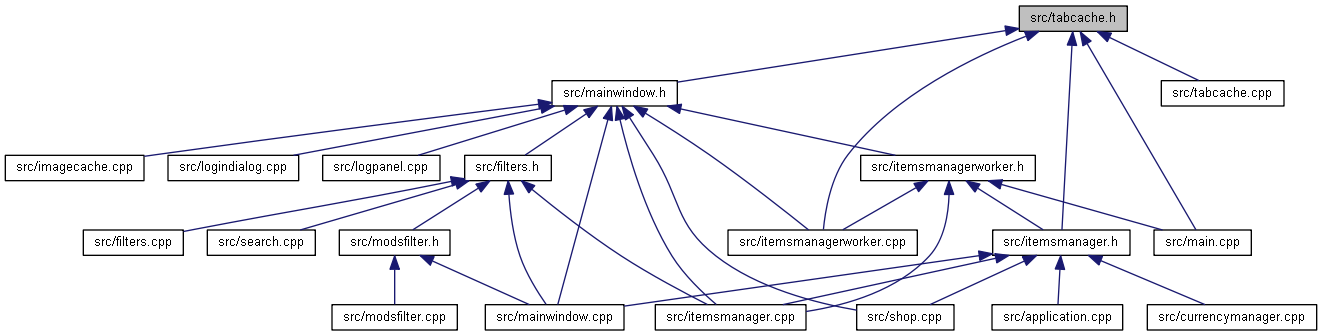 src/tabcache.h
src/mainwindow.h
src/tabcache.cpp
src/imagecache.cpp
src/logindialog.cpp
src/logpanel.cpp
src/filters.h
src/itemsmanagerworker.h
src/filters.cpp
src/search.cpp
src/modsfilter.h
src/itemsmanagerworker.cpp
src/itemsmanager.h
src/main.cpp
src/modsfilter.cpp
src/mainwindow.cpp
src/itemsmanager.cpp
src/shop.cpp
src/application.cpp
src/currencymanager.cpp